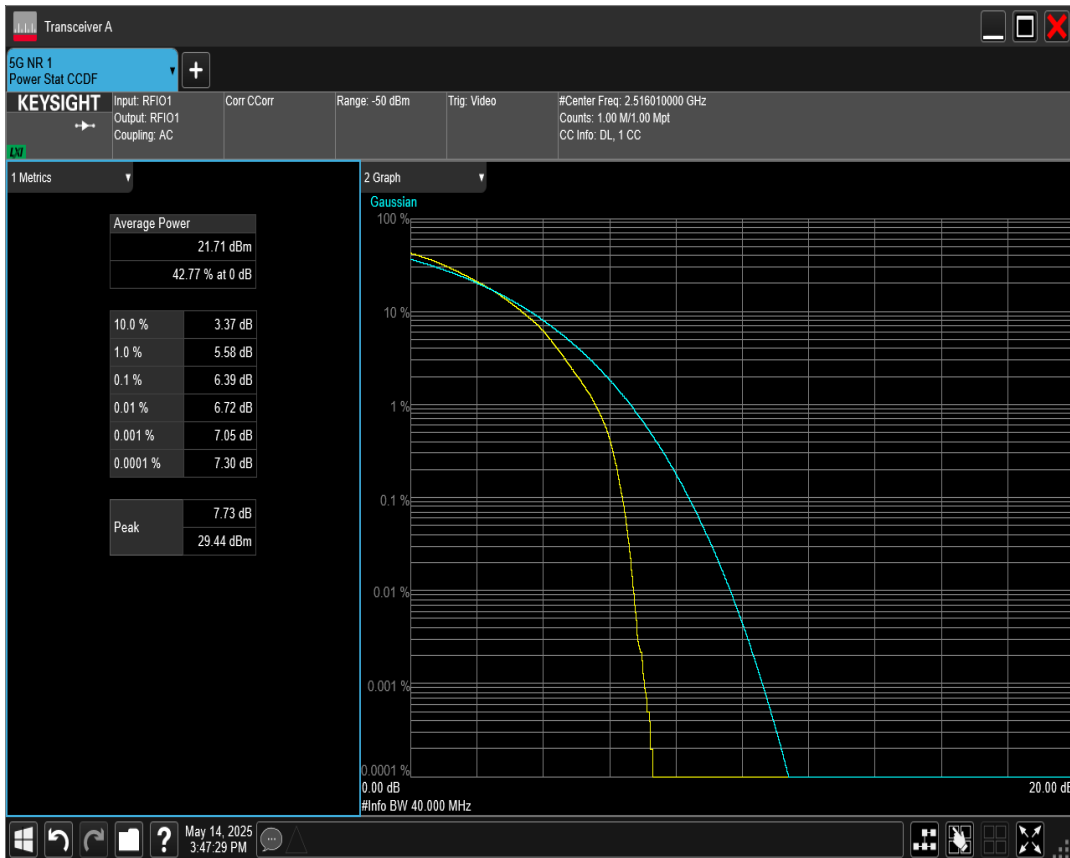 Transceiver A
5G NR 1
Power Stat CCDF
KEYSIGHT
LXI
Input: RFIO1
Output: RFIO1
Coupling: AC
Corr CCorr
Range: -50 dBm
Trig: Video
#Center Freq: 2.516010000 GHz
Counts: 1.00 M/1.00 Mpt
CC Info: DL, 1 CC
1 Metrics
Average Power
21.71 dBm
42.77 % at 0 dB
10.0 % 3.37 dB
1.0 % 5.58 dB
0.1 % 6.39 dB
0.01 % 6.72 dB
0.001 % 7.05 dB
0.0001 % 7.30 dB
Peak 7.73 dB
29.44 dBm
2 Graph
Gaussian
100 %
10 %
1 %
0.1 %
0.01 %
0.001 %
0.0001 %
0.00 dB 20.00 dB
#Info BW 40.000 MHz
May 14, 2025
3:47:29 PM